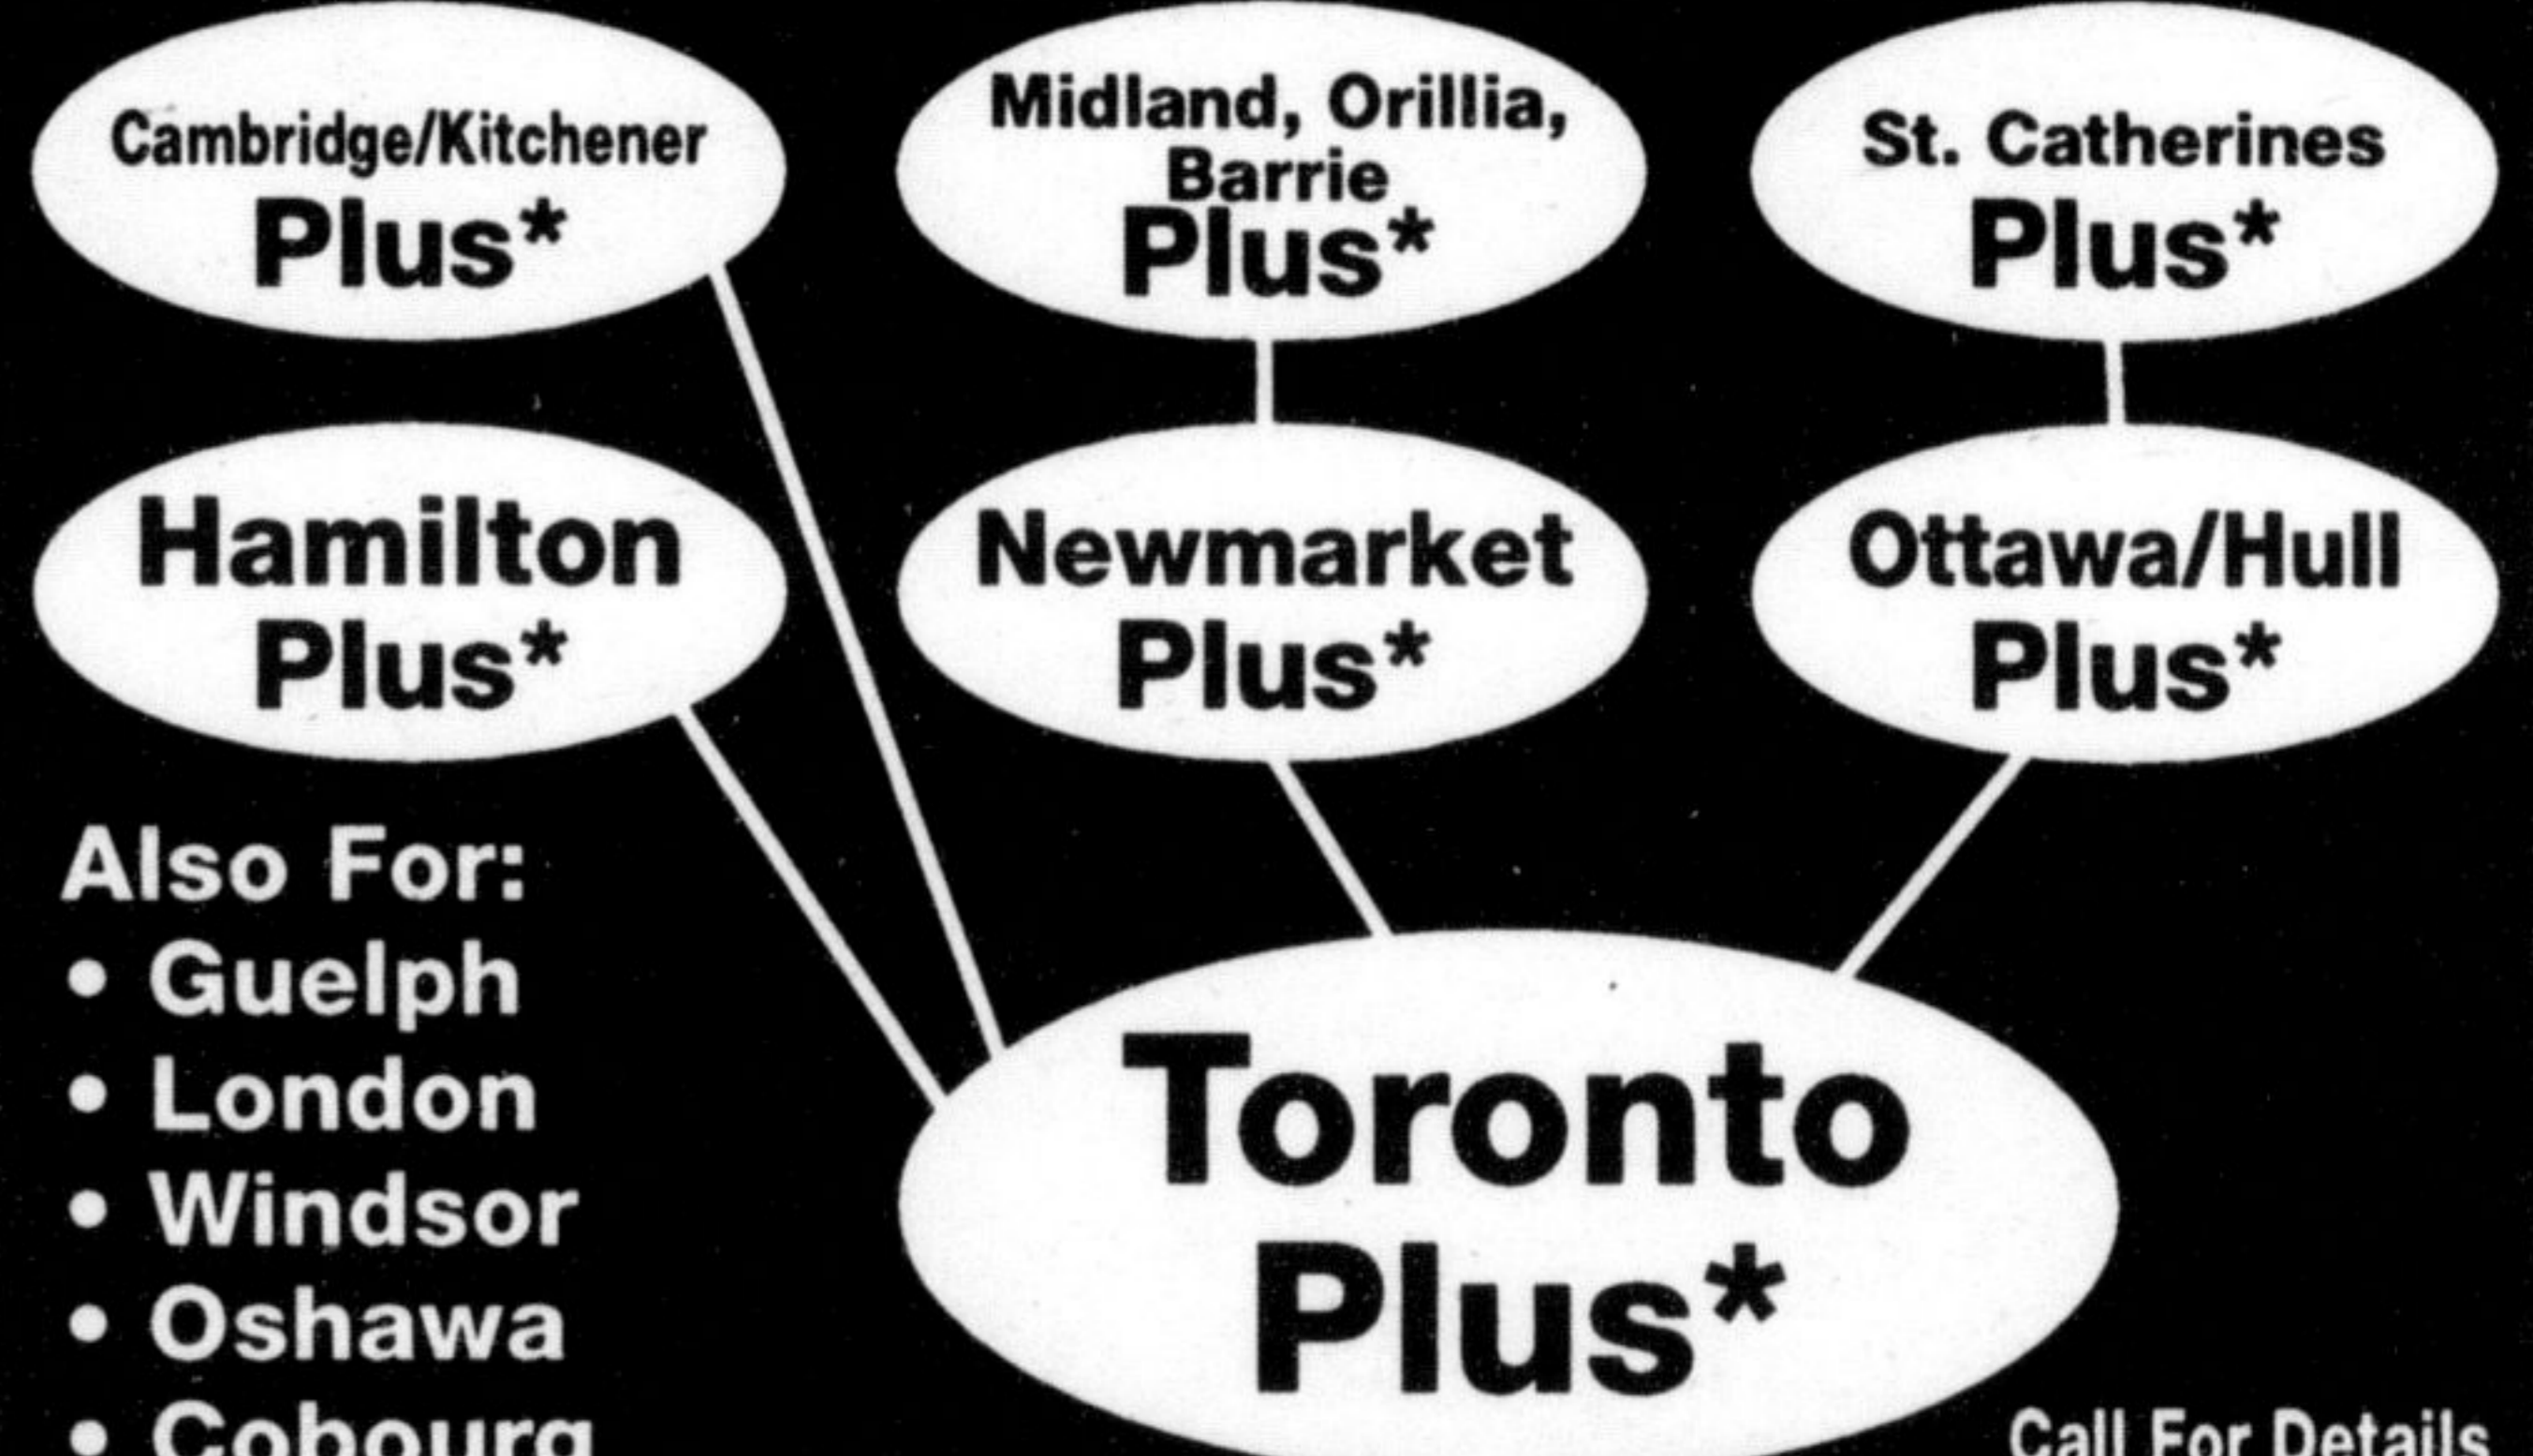 Cambridge/Kitchener
Plus*
Midland, Orillia,
Barrie
Plus*
St. Catherines
Plus*
Hamilton
Plus*
Newmarket
Plus*
Ottawa/Hull
Plus*
Also For:
• Guelph
• London
• Windsor
• Oshawa
• Cobourg
Toronto
Plus*
Call For Details